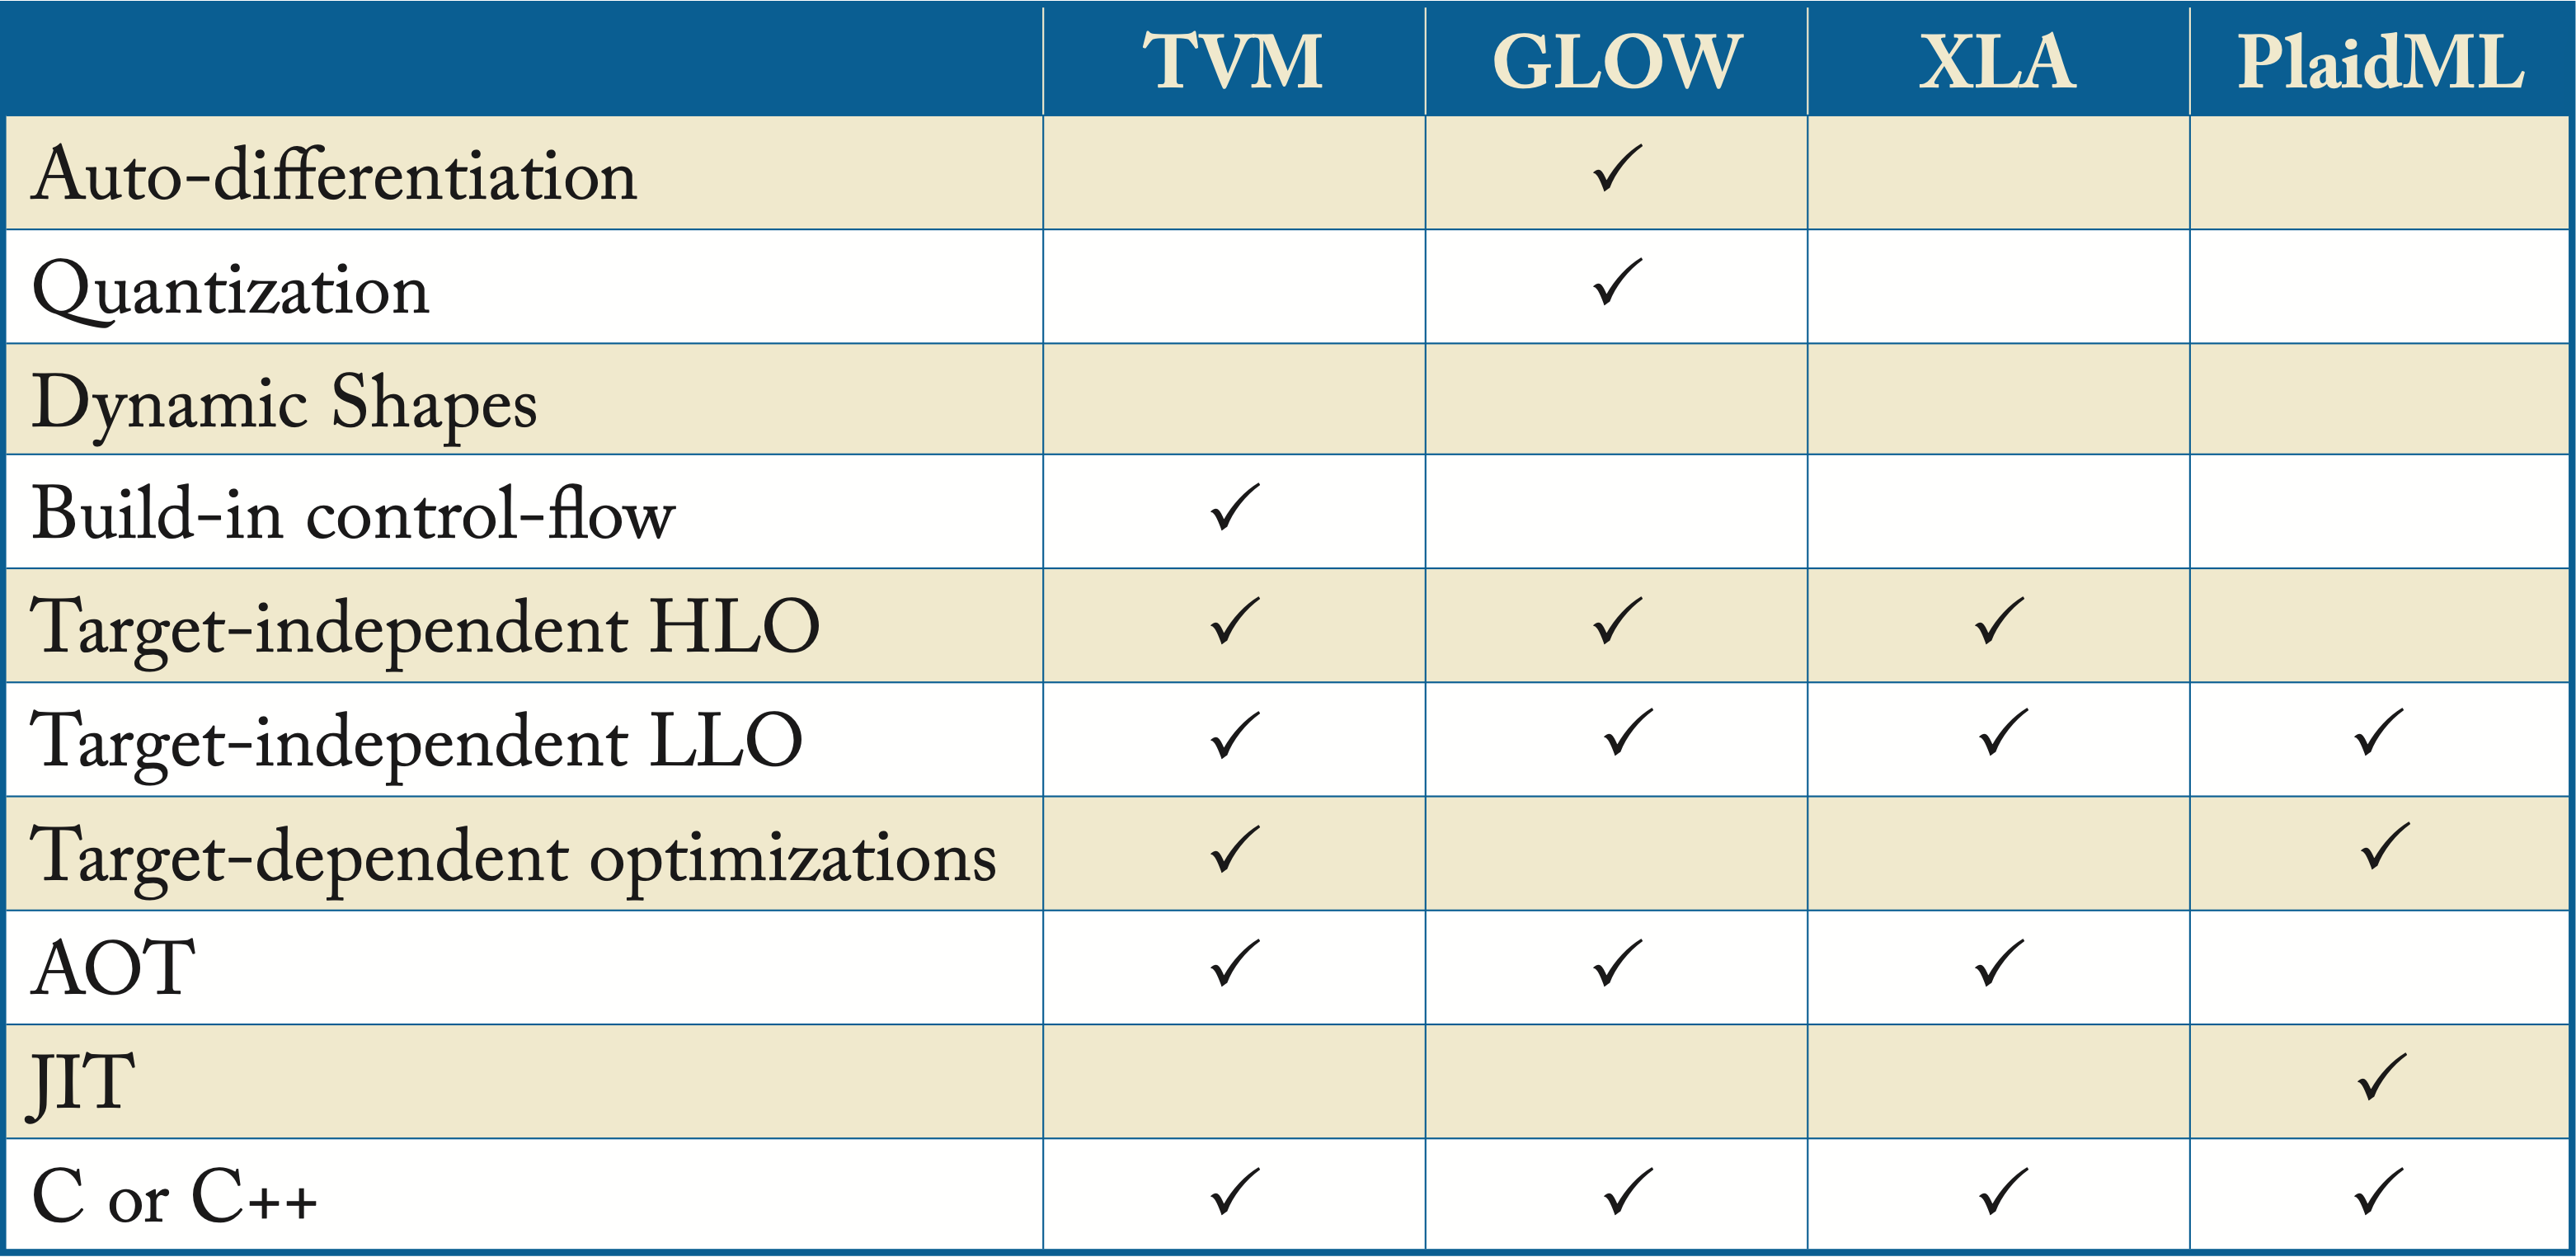 TVM GLOW XLA PlaidML
Auto-differentiation ✓
Quantization ✓
Dynamic Shapes
Build-in control-flow ✓
Target-independent HLO ✓ ✓ ✓
Target-independent LLO ✓ ✓ ✓ ✓
Target-dependent optimizations ✓ ✓
AOT ✓ ✓ ✓
JIT ✓
C or C++ ✓ ✓ ✓ ✓